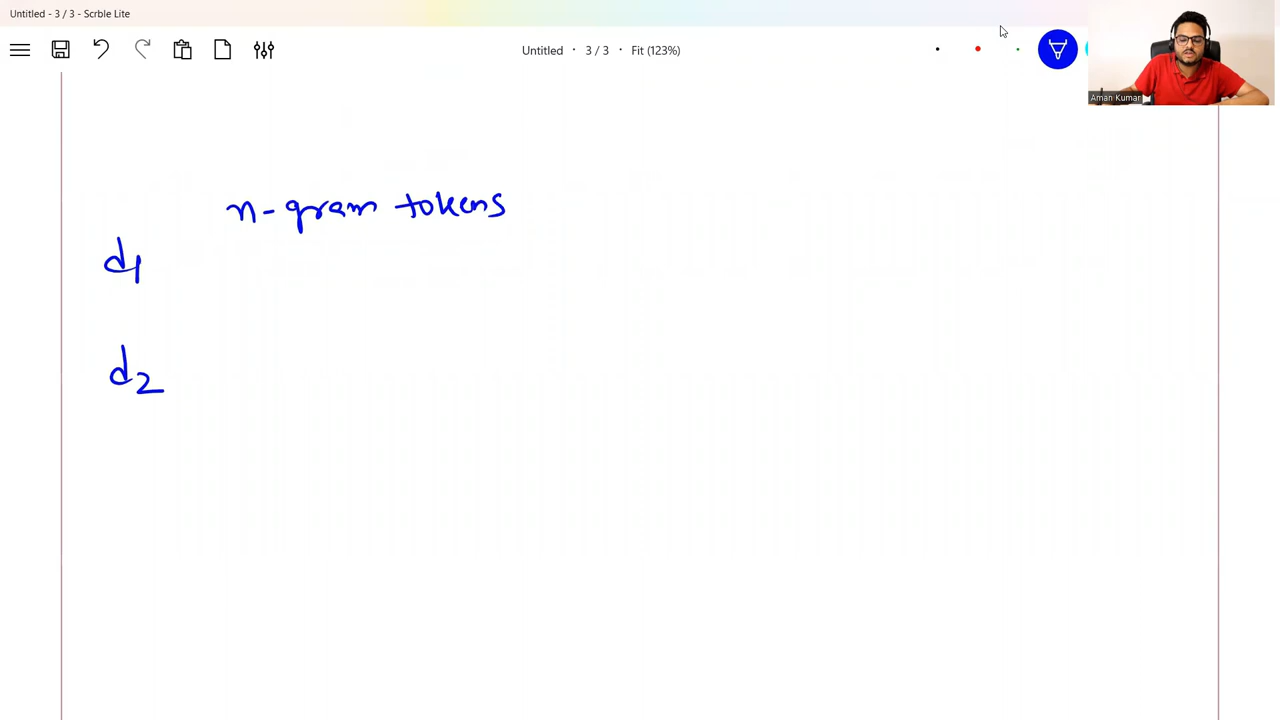 Untitled - 3 / 3 - Scrble Lite
Untitled · 3 / 3 · Fit (123%)
Aman Kumar
n-gram tokens
d1
d2